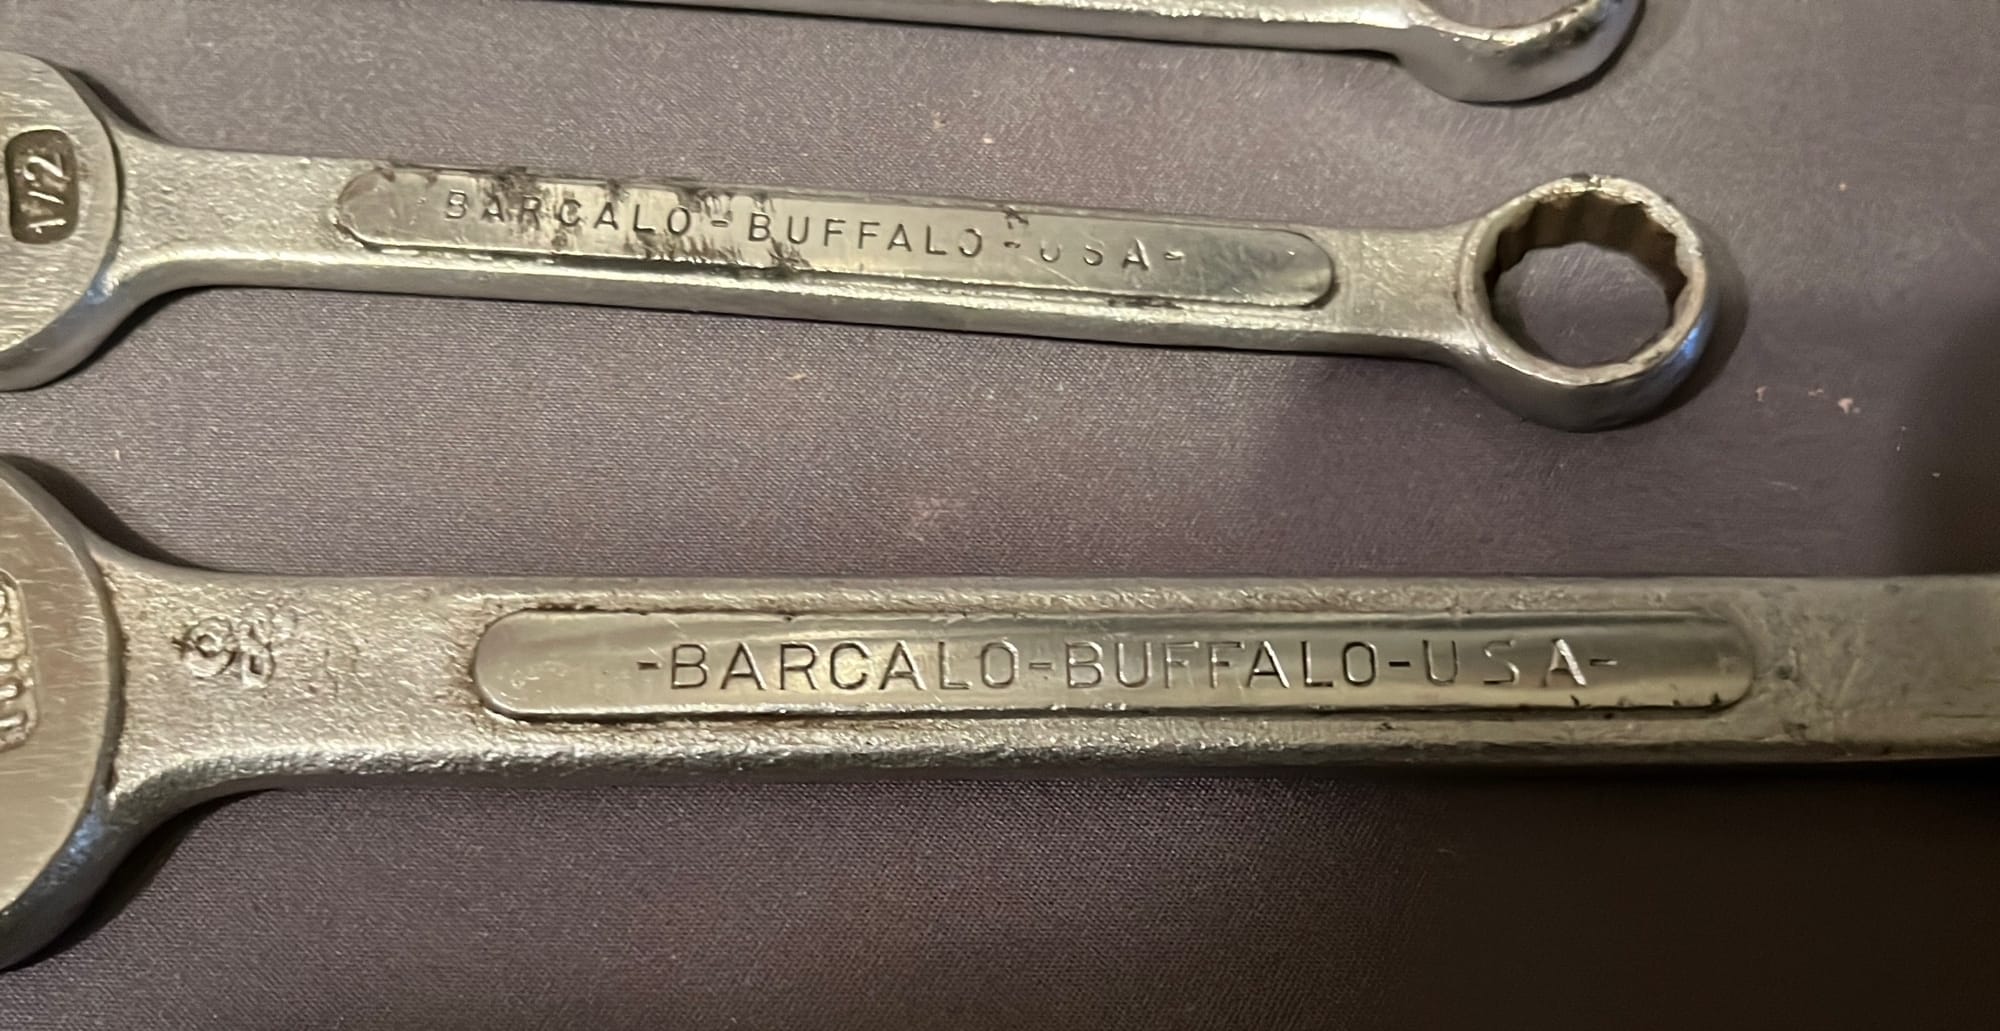 1/2
BARCALO-BUFFALO-USA-
-BARCALO-BUFFALO-USA-